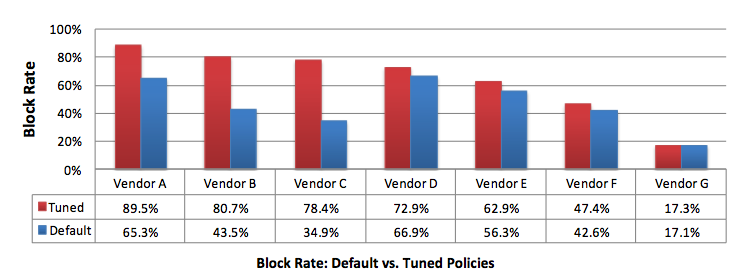 100%
80%
60%
40%
20%
0%
Block Rate
Vendor A Vendor B Vendor C Vendor D Vendor E Vendor F Vendor G
Tuned 89.5% 80.7% 78.4% 72.9% 62.9% 47.4% 17.3%
Default 65.3% 43.5% 34.9% 66.9% 56.3% 42.6% 17.1%
Block Rate: Default vs. Tuned Policies